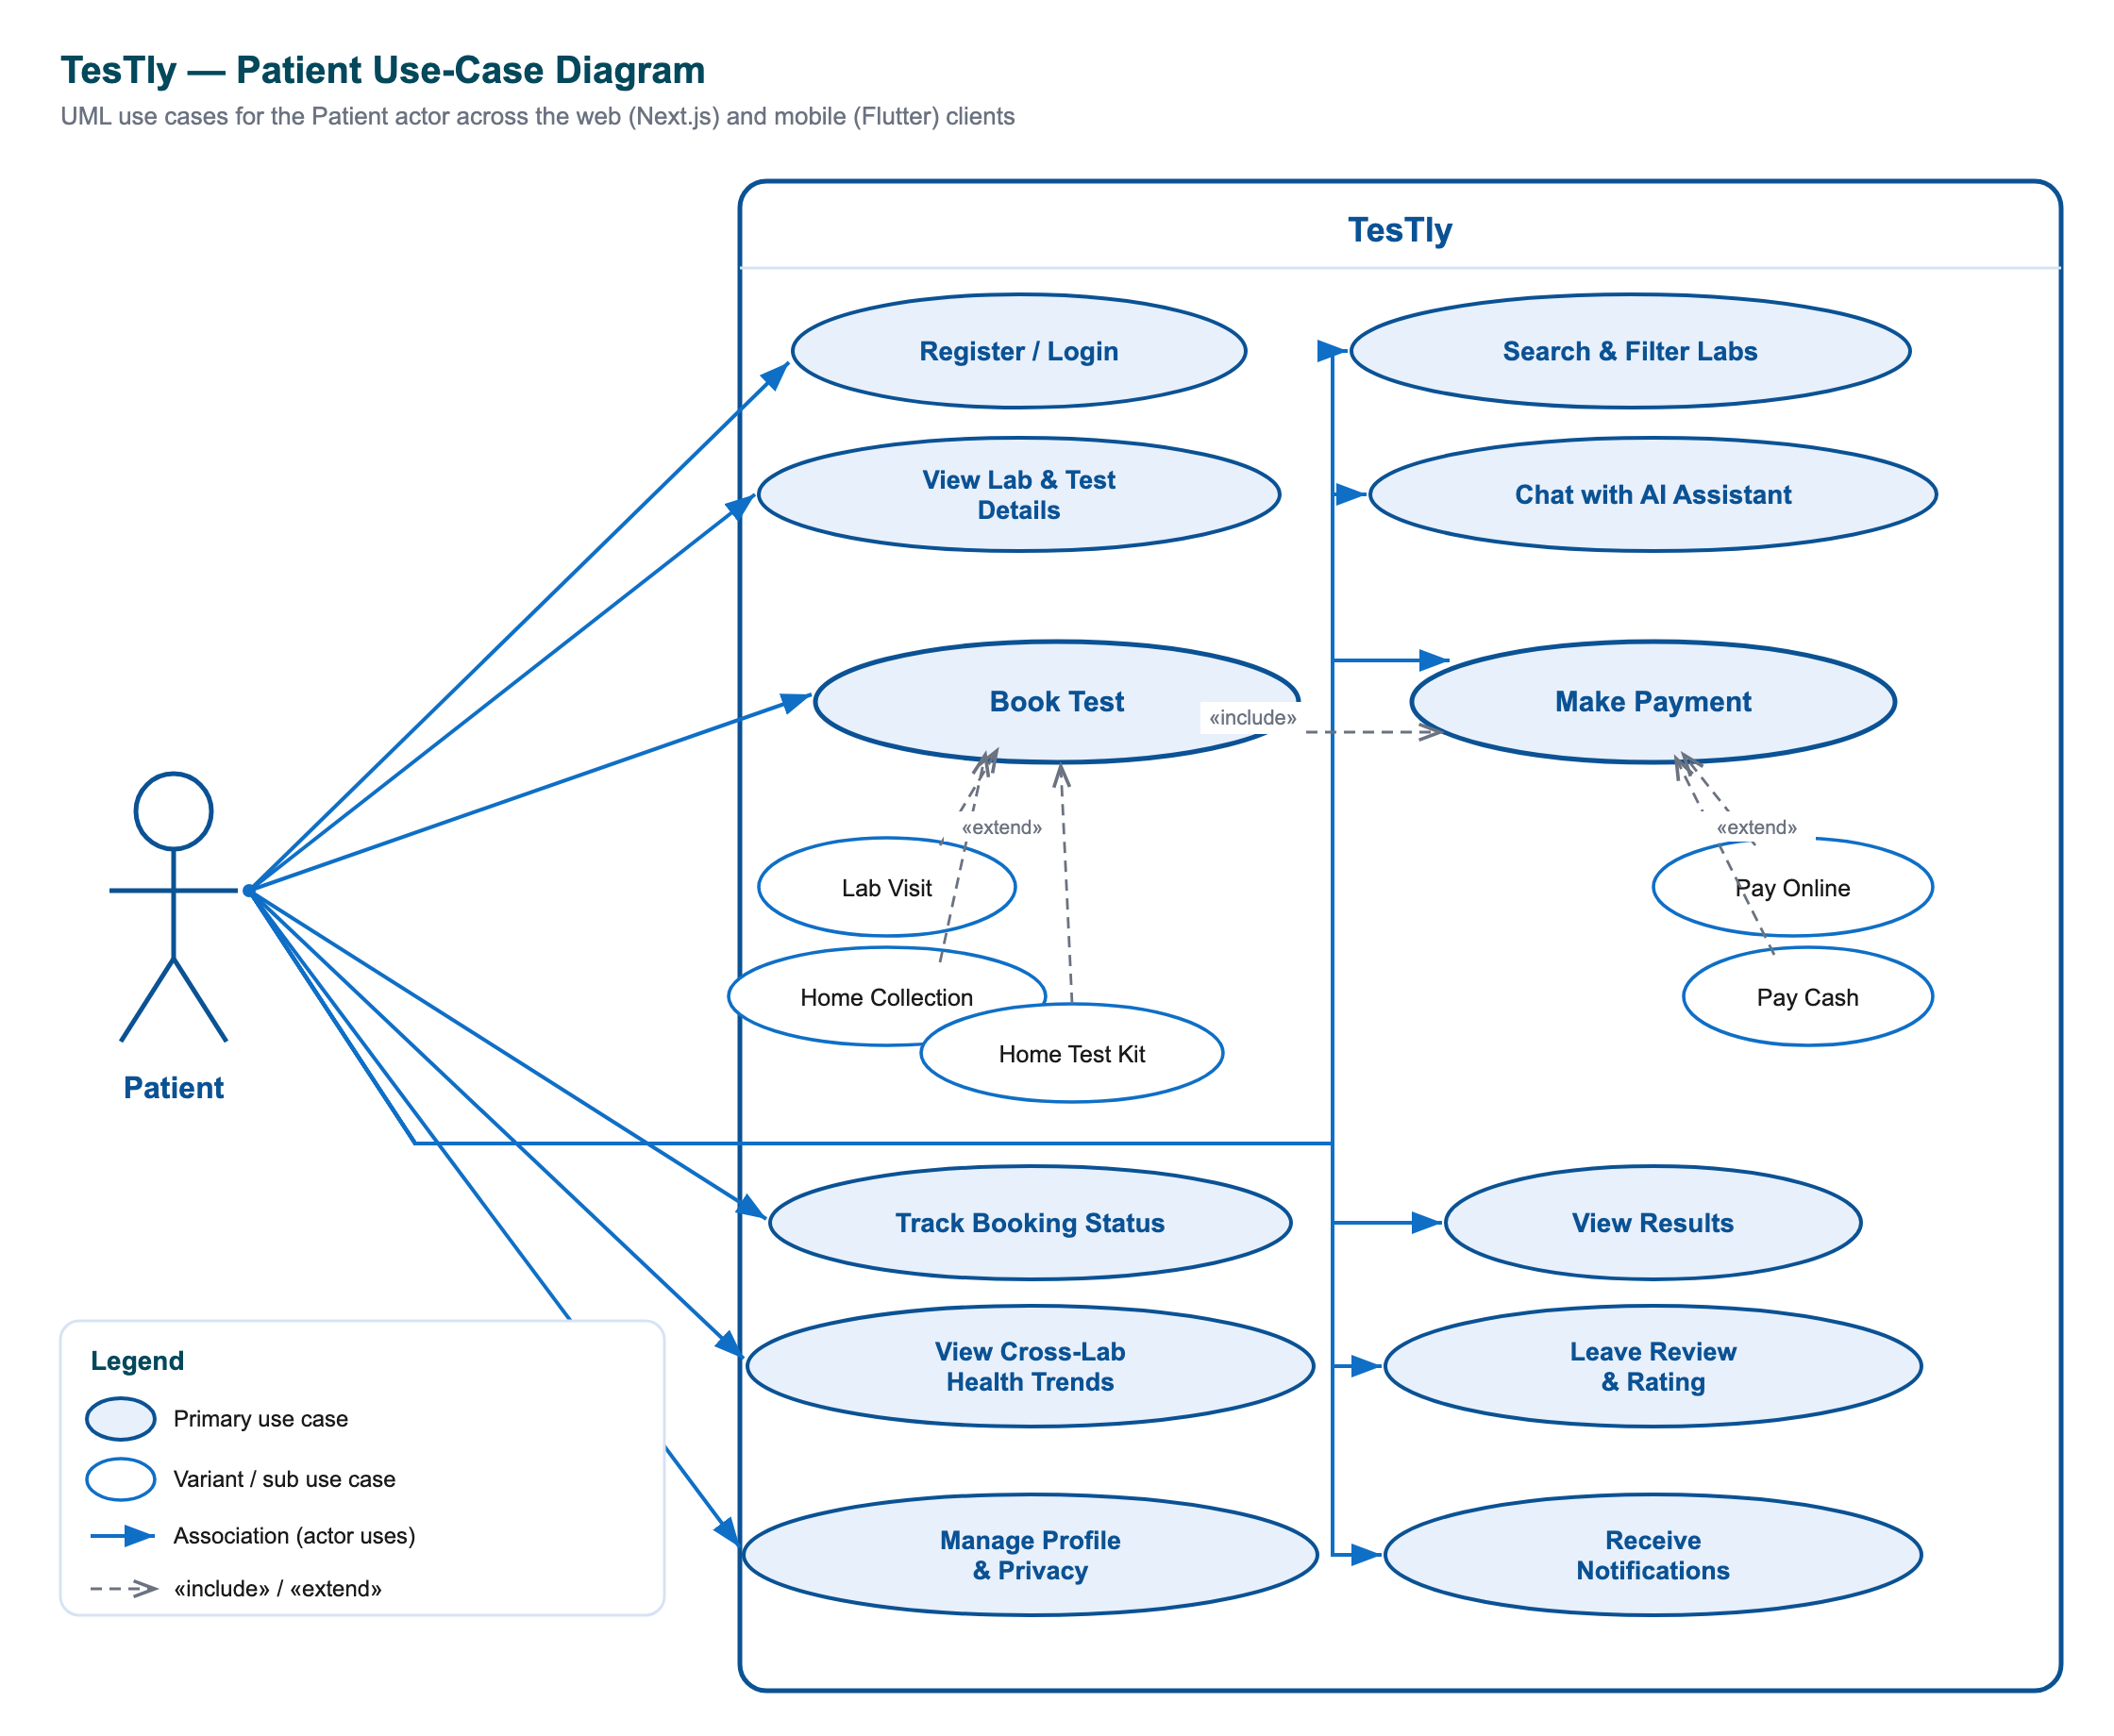 TesTly — Patient Use-Case Diagram
UML use cases for the Patient actor across the web (Next.js) and mobile (Flutter) clients
TesTly
Register / Login
Search & Filter Labs
View Lab & Test
Details
Chat with AI Assistant
Book Test
«include»
Make Payment
«extend»
«extend»
Lab Visit
Pay Online
Home Collection
Pay Cash
Home Test Kit
Patient
Track Booking Status
View Results
View Cross-Lab
Health Trends
Leave Review
& Rating
Manage Profile
& Privacy
Receive
Notifications
Legend
Primary use case
Variant / sub use case
Association (actor uses)
«include» / «extend»